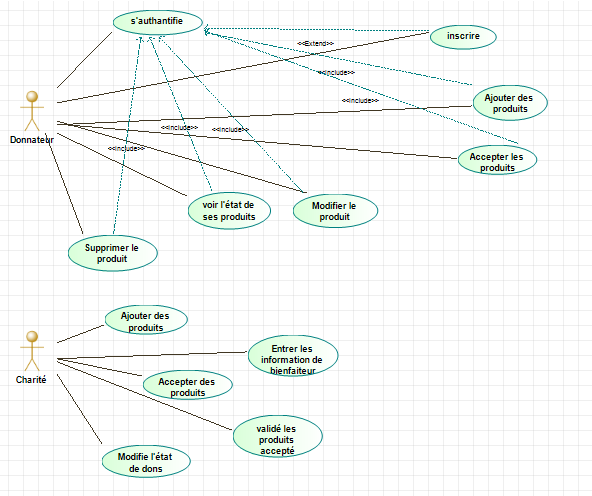 s'authantifie
inscrire
<<Extend>>
<<include>>
Ajouter des
produits
<<include>>
<<include>>
<<include>>
Donnateur
<<include>>
Accepter les
produits
voir l'état de
ses produits
Modifier le
produit
Supprimer le
produit
Ajouter des
produits
Charité
Entrer les
information de
bienfaiteur
Accepter des
produits
validé les
produits
accepté
Modifie l'état
de dons